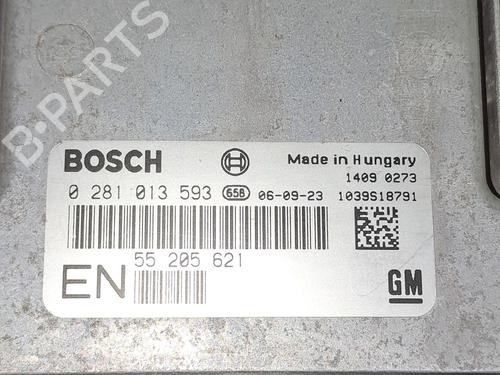 B-PARTS
BOSCH
Made in Hungary
1409 0273
0 281 013 593 658 06-09-23 1039S18791
55 205 621
EN
GM